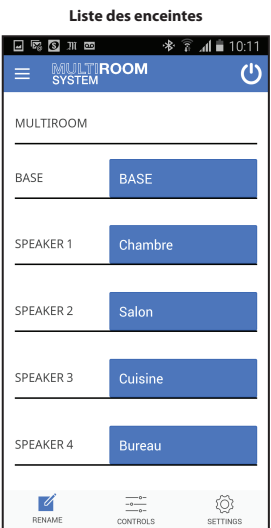 Liste des enceintes
10:11
MULTIROOM
SYSTEM
MULTIROOM
BASE BASE
SPEAKER 1 Chambre
SPEAKER 2 Salon
SPEAKER 3 Cuisine
SPEAKER 4 Bureau
RENAME CONTROLS SETTINGS